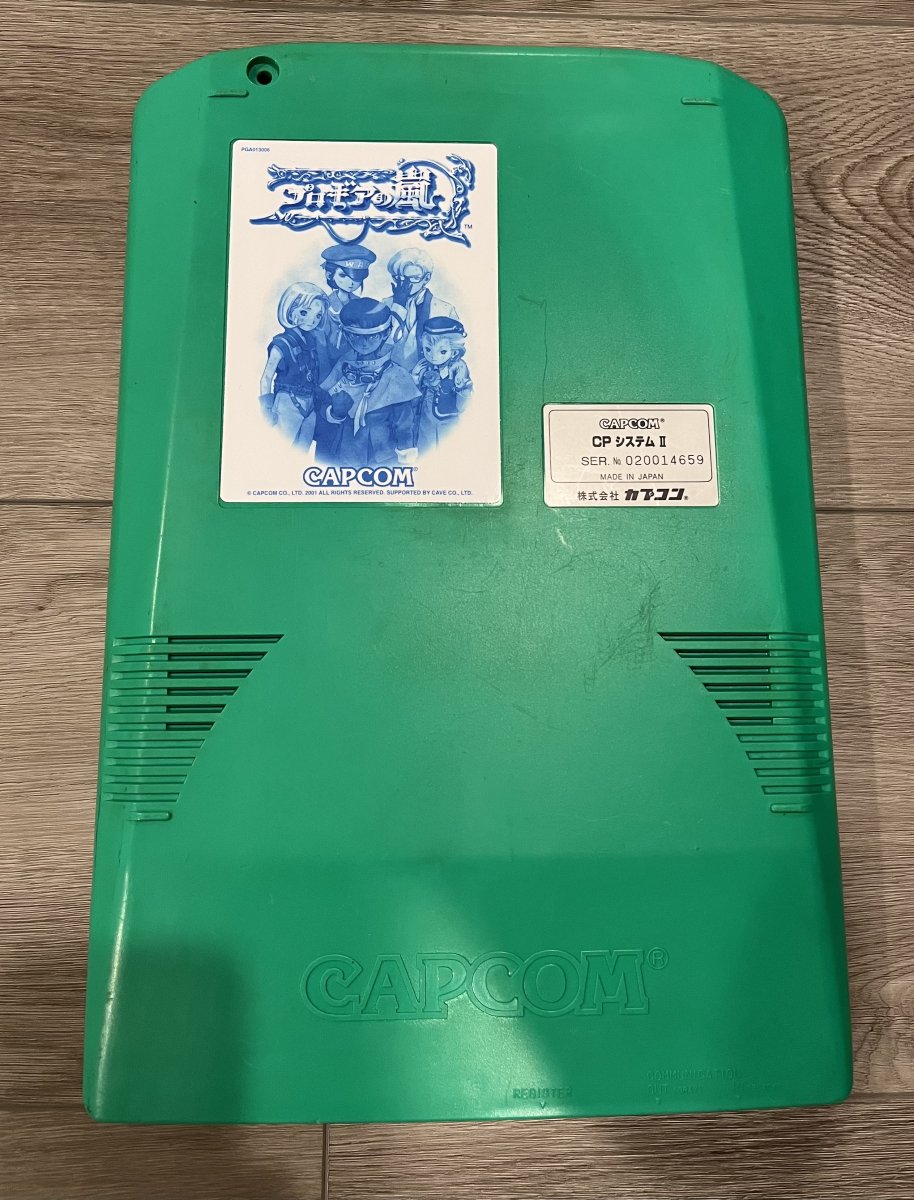 PGA013006
プロギアの嵐
TM
W A
CAPCOM®
© CAPCOM CO., LTD. 2001 ALL RIGHTS RESERVED. SUPPORTED BY CAVE CO., LTD.
CAPCOM®
CP システム II
SER. № 020014659
MADE IN JAPAN
株式会社 カプコン®
CAPCOM®
COMMUNICATION
REGISTER
OUT